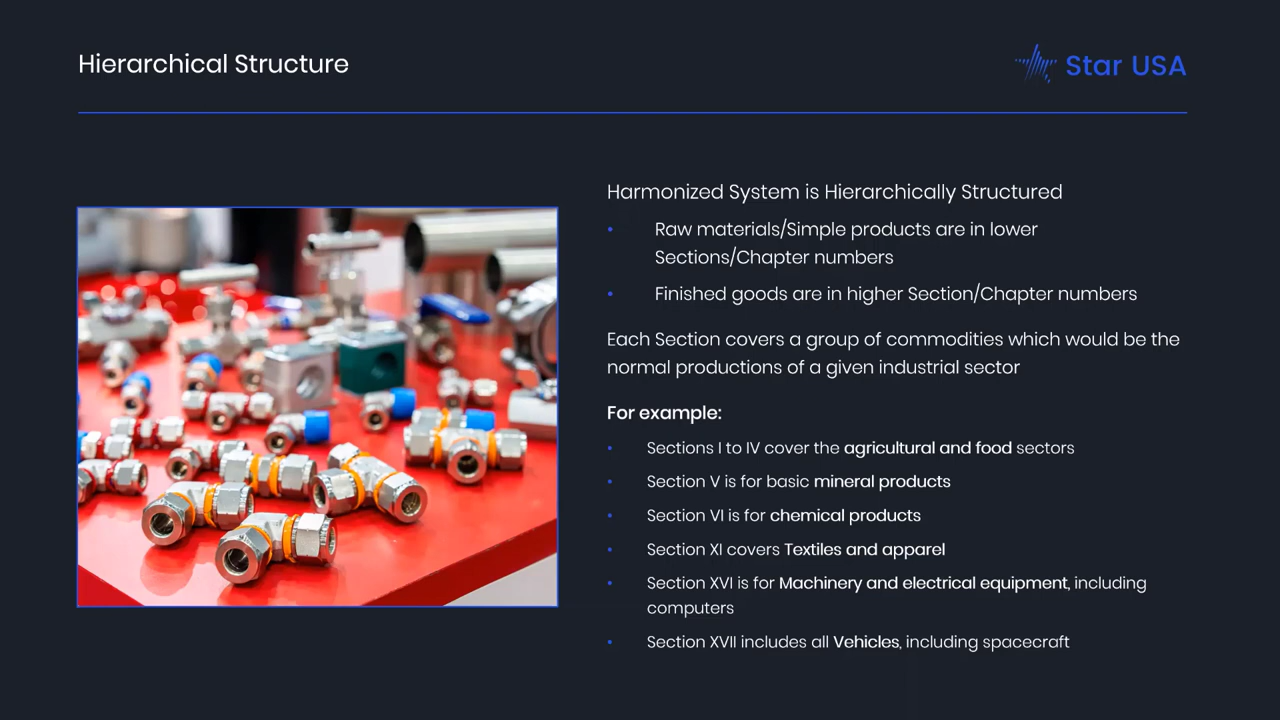 Hierarchical Structure
Star USA
Harmonized System is Hierarchically Structured
• Raw materials/Simple products are in lower
Sections/Chapter numbers
• Finished goods are in higher Section/Chapter numbers
Each Section covers a group of commodities which would be the
normal productions of a given industrial sector
For example:
• Sections I to IV cover the agricultural and food sectors
• Section V is for basic mineral products
• Section VI is for chemical products
• Section XI covers Textiles and apparel
• Section XVI is for Machinery and electrical equipment, including
computers
• Section XVII includes all Vehicles, including spacecraft